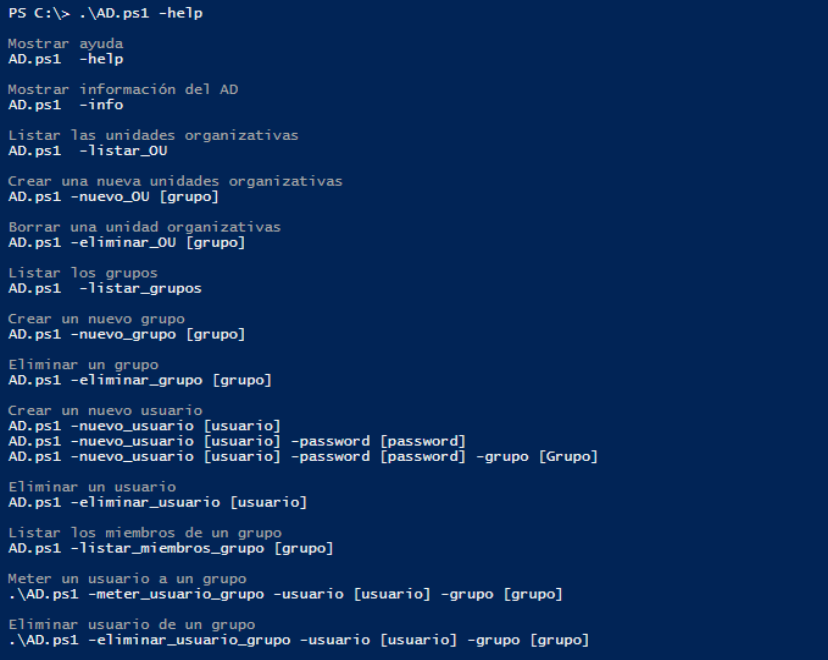 PS C:\> .\AD.ps1 -help
Mostrar ayuda
AD.ps1  -help
Mostrar información del AD
AD.ps1  -info
Listar las unidades organizativas
AD.ps1  -listar_OU
Crear una nueva unidades organizativas
AD.ps1 -nuevo_OU [grupo]
Borrar una unidad organizativas
AD.ps1 -eliminar_OU [grupo]
Listar los grupos
AD.ps1  -listar_grupos
Crear un nuevo grupo
AD.ps1 -nuevo_grupo [grupo]
Eliminar un grupo
AD.ps1 -eliminar_grupo [grupo]
Crear un nuevo usuario
AD.ps1 -nuevo_usuario [usuario]
AD.ps1 -nuevo_usuario [usuario] -password [password]
AD.ps1 -nuevo_usuario [usuario] -password [password] -grupo [Grupo]
Eliminar un usuario
AD.ps1 -eliminar_usuario [usuario]
Listar los miembros de un grupo
AD.ps1 -listar_miembros_grupo [grupo]
Meter un usuario a un grupo
.\AD.ps1 -meter_usuario_grupo -usuario [usuario] -grupo [grupo]
Eliminar usuario de un grupo
.\AD.ps1 -eliminar_usuario_grupo -usuario [usuario] -grupo [grupo]